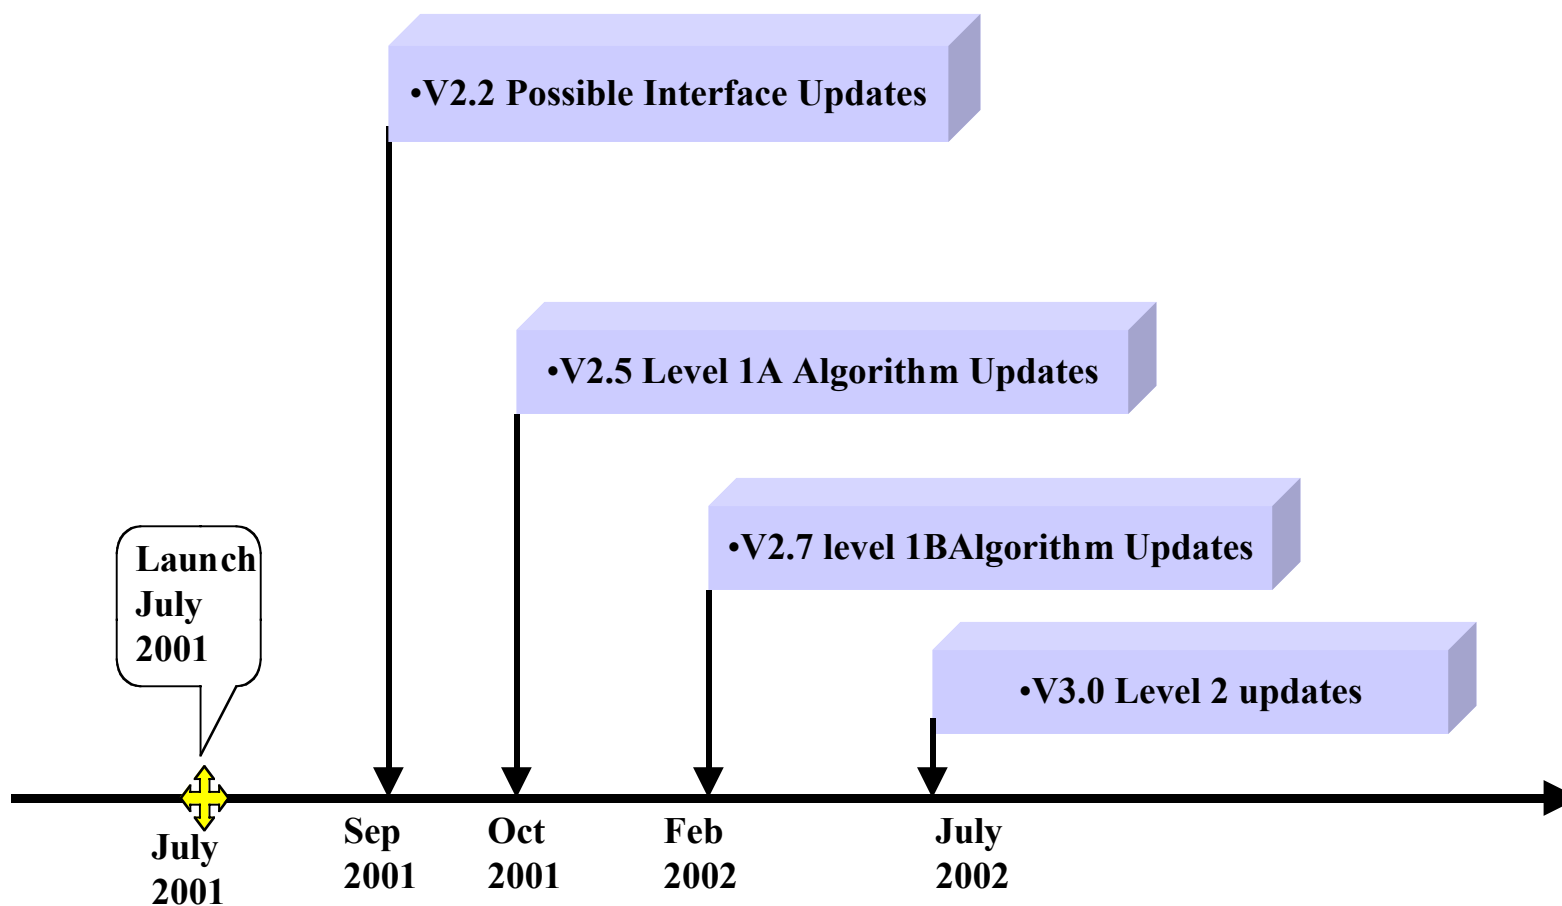 •V2.2 Possible Interface Updates
•V2.5 Level 1A Algorithm Updates
•V2.7 level 1BAlgorithm Updates
•V3.0 Level 2 updates
Launch
July
2001
July
2001
Sep
2001
Oct
2001
Feb
2002
July
2002